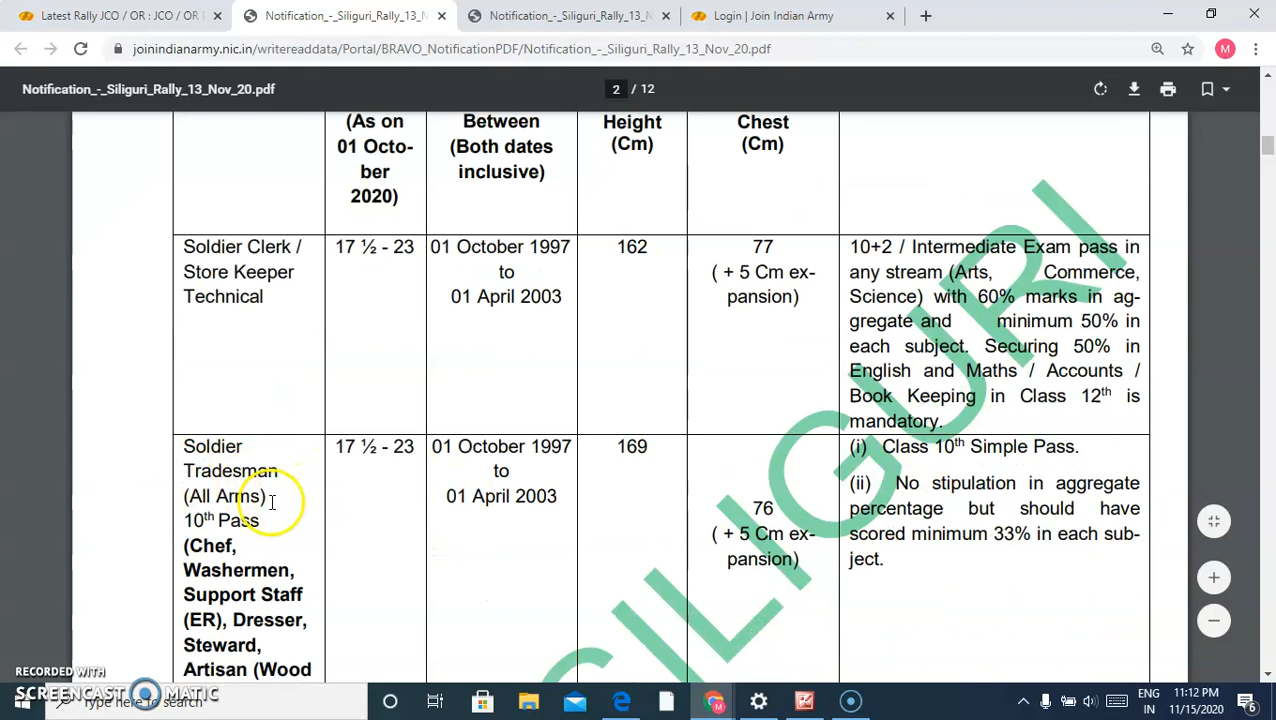 Latest Rally JCO / OR : JCO / OR E
Notification_-_Siliguri_Rally_13_N
Notification_-_Siliguri_Rally_13_N
Login | Join Indian Army
joinindianarmy.nic.in/writereaddata/Portal/BRAVO_NotificationPDF/Notification_-_Siliguri_Rally_13_Nov_20.pdf
M
Notification_-_Siliguri_Rally_13_Nov_20.pdf
2 / 12
(As on
01 Octo-
ber
2020)
Between
(Both dates
inclusive)
Height
(Cm)
Chest
(Cm)
Soldier Clerk /
Store Keeper
Technical
17 ½ - 23
01 October 1997
to
01 April 2003
162
77
( + 5 Cm ex-
pansion)
10+2 / Intermediate Exam pass in
any stream (Arts, Commerce,
Science) with 60% marks in ag-
gregate and minimum 50% in
each subject. Securing 50% in
English and Maths / Accounts /
Book Keeping in Class 12th is
mandatory.
Soldier
Tradesman
(All Arms)
10th Pass
(Chef,
Washermen,
Support Staff
(ER), Dresser,
Steward,
Artisan (Wood
17 ½ - 23
01 October 1997
to
01 April 2003
169
76
( + 5 Cm ex-
pansion)
(i) Class 10th Simple Pass.
(ii) No stipulation in aggregate
percentage but should have
scored minimum 33% in each sub-
ject.
SILIGURI
RECORDED WITH
SCREENCAST MATIC
Type here to search
M
ENG
IN
11:12 PM
11/15/2020
6